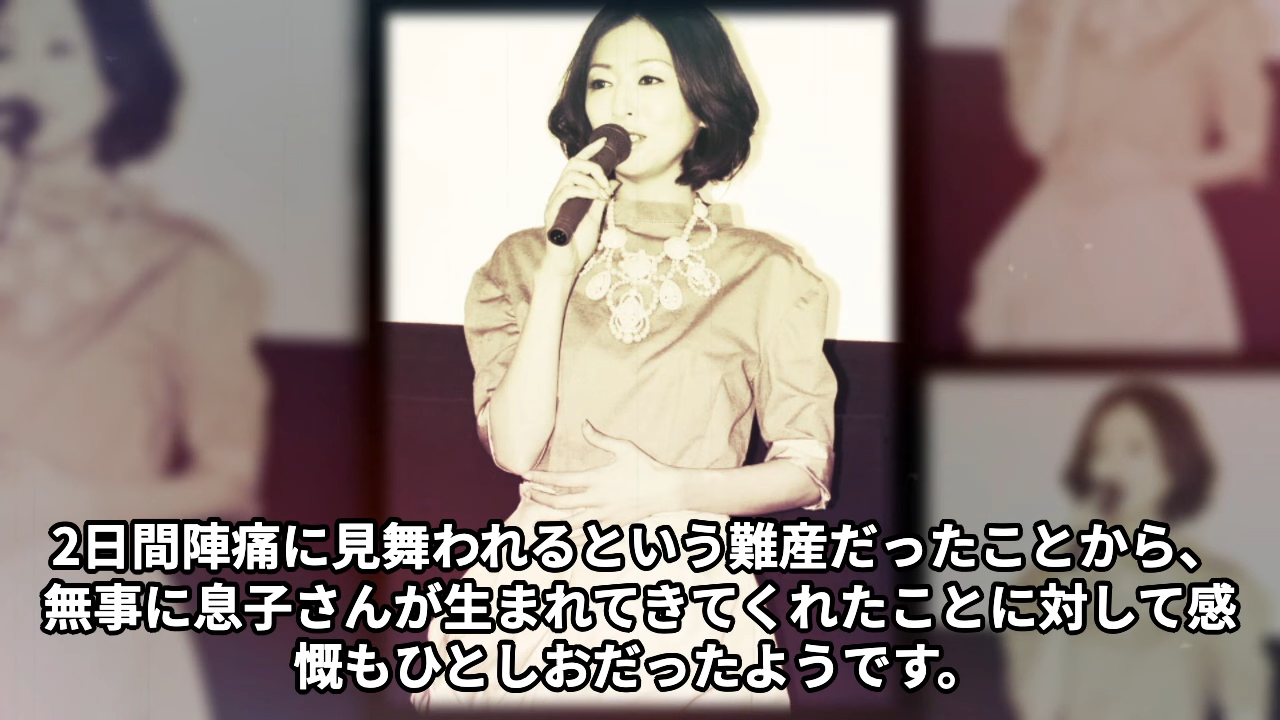 2日間陣痛に見舞われるという難産だったことから、
無事に息子さんが生まれてきてくれたことに対して感
慨もひとしおだったようです。